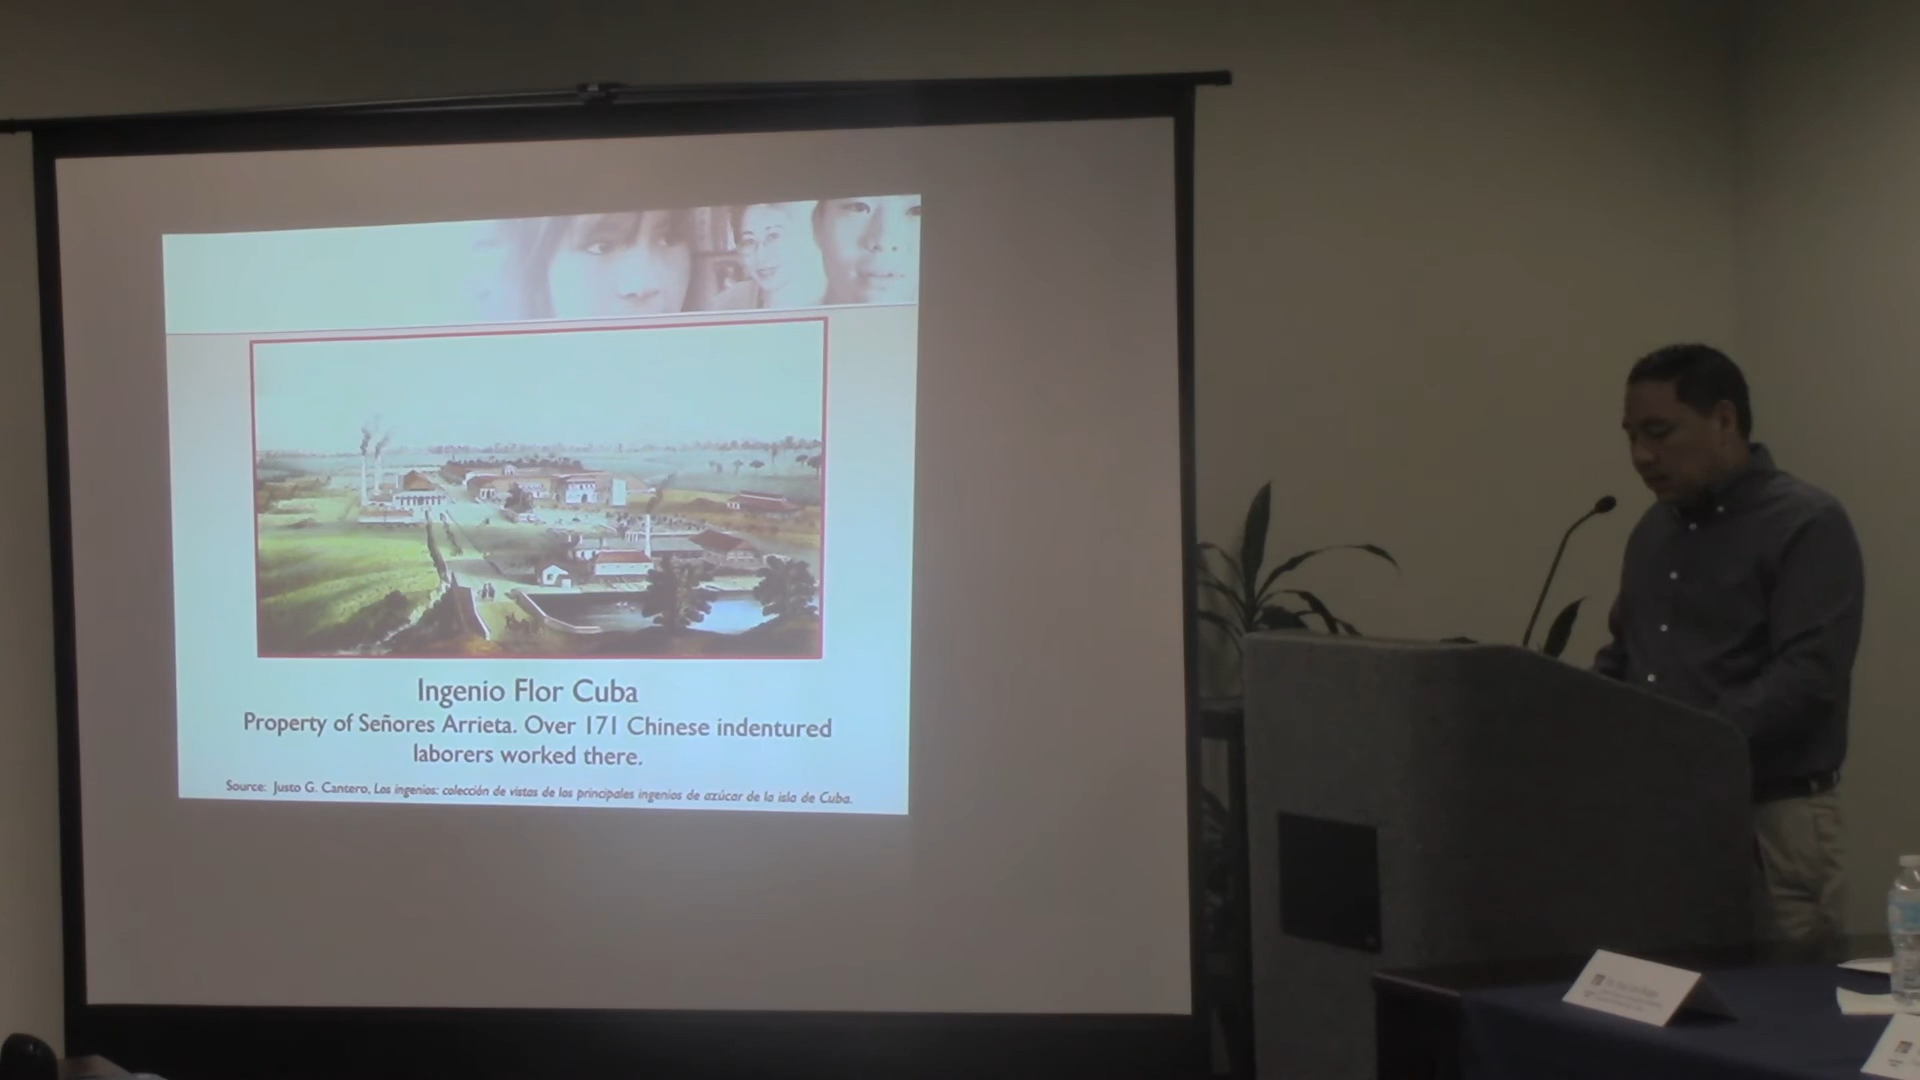 Ingenio Flor Cuba
Property of Señores Arrieta. Over 171 Chinese indentured
laborers worked there.
Source: Justo G. Cantero, Los ingenios: colección de vistas de los principales ingenios de azúcar de la isla de Cuba.